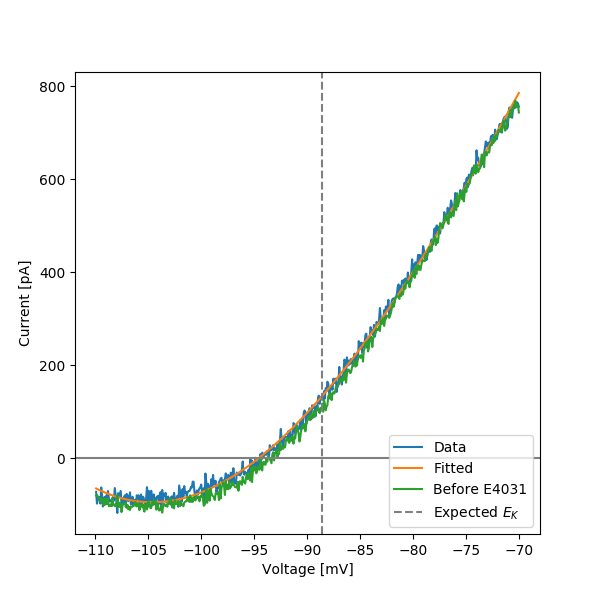 800
600
400
200
0
Current [pA]
Data
Fitted
Before E4031
Expected E_K
−110 −105 −100 −95 −90 −85 −80 −75 −70
Voltage [mV]